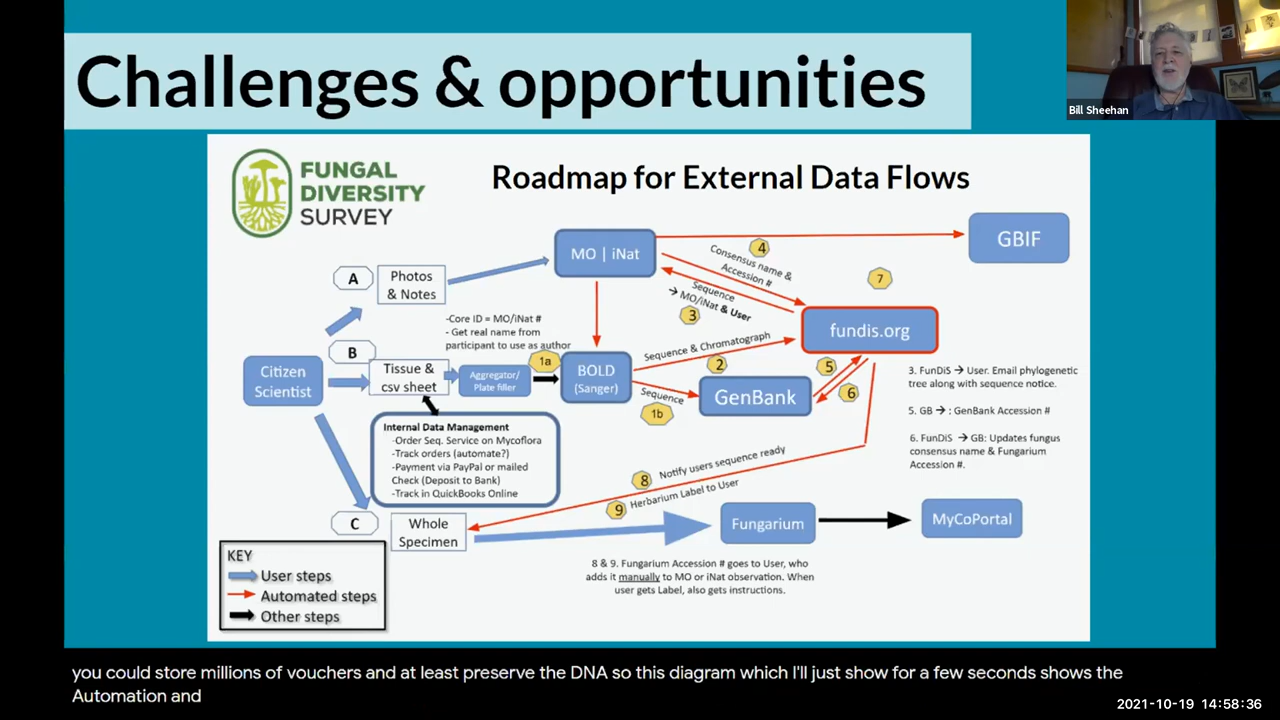 Challenges & opportunities
Bill Sheehan
FUNGAL
DIVERSITY
SURVEY
Roadmap for External Data Flows
MO | iNat
GBIF
4
Consensus name &
Accession #
7
A
Photos
& Notes
Sequence
→ MO/iNat & User
3
-Core ID = MO/iNat #
- Get real name from
participant to use as author
fundis.org
B
Citizen
Scientist
Tissue &
csv sheet
Aggregator/
Plate filler
1a
BOLD
(Sanger)
Sequence & Chromatograph
2
Sequence
1b
GenBank
5
6
3. FunDiS → User. Email phylogenetic
tree along with sequence notice.
5. GB → : GenBank Accession #
6. FunDiS → GB: Updates fungus
consensus name & Fungarium
Accession #.
Internal Data Management
-Order Seq. Service on Mycoflora
-Track orders (automate?)
-Payment via PayPal or mailed
Check (Deposit to Bank)
-Track in QuickBooks Online
8
Notify users sequence ready
9
Herbarium Label to User
C
Whole
Specimen
Fungarium
MyCoPortal
8 & 9. Fungarium Accession # goes to User, who
adds it manually to MO or iNat observation. When
user gets Label, also gets instructions.
KEY
User steps
Automated steps
Other steps
you could store millions of vouchers and at least preserve the DNA so this diagram which I'll just show for a few seconds shows the
Automation and
2021-10-19 14:58:36